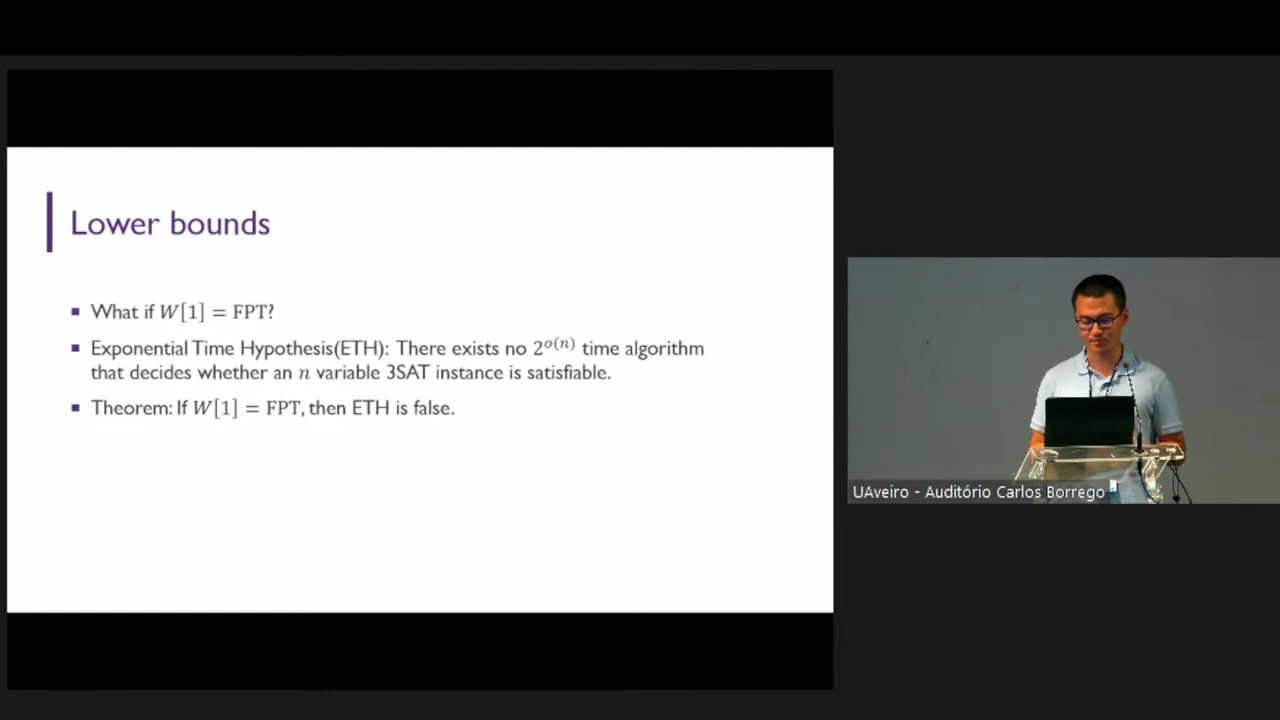 Lower bounds
What if W[1] = FPT?
Exponential Time Hypothesis(ETH): There exists no 2^{o(n)} time algorithm
that decides whether an n variable 3SAT instance is satisfiable.
Theorem: If W[1] = FPT, then ETH is false.
UAveiro - Auditório Carlos Borrego